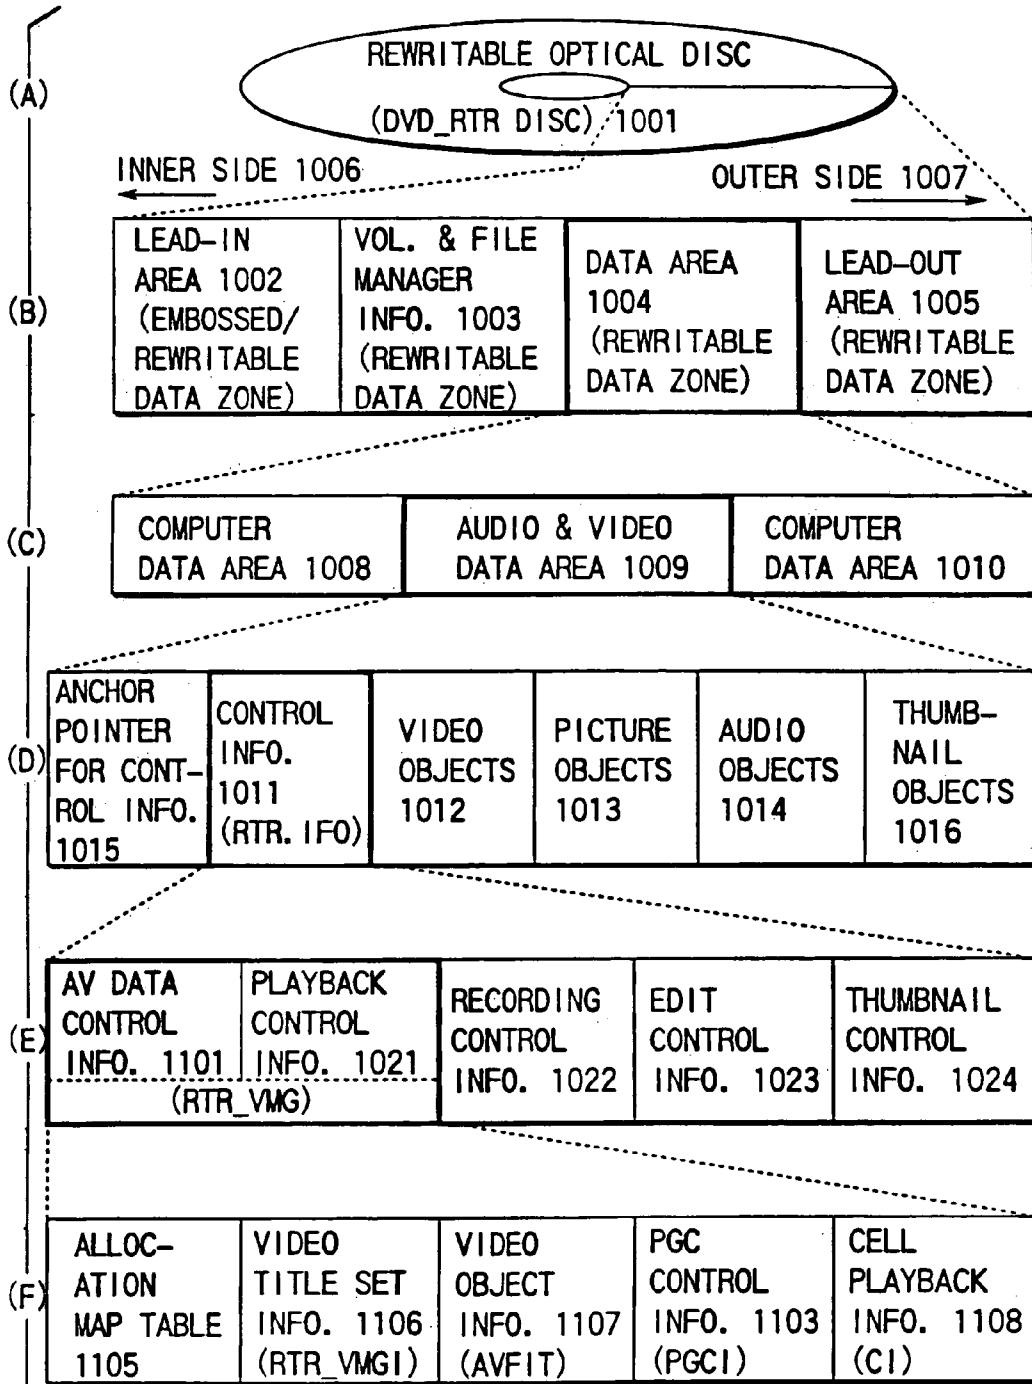 (A)
REWRITABLE OPTICAL DISC
(DVD_RTR DISC) 1001
INNER SIDE 1006
OUTER SIDE 1007
(B)
LEAD-IN
AREA 1002
(EMBOSSED/
REWRITABLE
DATA ZONE)
VOL. & FILE
MANAGER
INFO. 1003
(REWRITABLE
DATA ZONE)
DATA AREA
1004
(REWRITABLE
DATA ZONE)
LEAD-OUT
AREA 1005
(REWRITABLE
DATA ZONE)
(C)
COMPUTER
DATA AREA 1008
AUDIO & VIDEO
DATA AREA 1009
COMPUTER
DATA AREA 1010
(D)
ANCHOR
POINTER
FOR CONT-
ROL INFO.
1015
CONTROL
INFO.
1011
(RTR.IFO)
VIDEO
OBJECTS
1012
PICTURE
OBJECTS
1013
AUDIO
OBJECTS
1014
THUMB-
NAIL
OBJECTS
1016
(E)
AV DATA
CONTROL
INFO. 1101
PLAYBACK
CONTROL
INFO. 1021
(RTR_VMG)
RECORDING
CONTROL
INFO. 1022
EDIT
CONTROL
INFO. 1023
THUMBNAIL
CONTROL
INFO. 1024
(F)
ALLOC-
ATION
MAP TABLE
1105
VIDEO
TITLE SET
INFO. 1106
(RTR_VMGI)
VIDEO
OBJECT
INFO. 1107
(AVFIT)
PGC
CONTROL
INFO. 1103
(PGCI)
CELL
PLAYBACK
INFO. 1108
(CI)